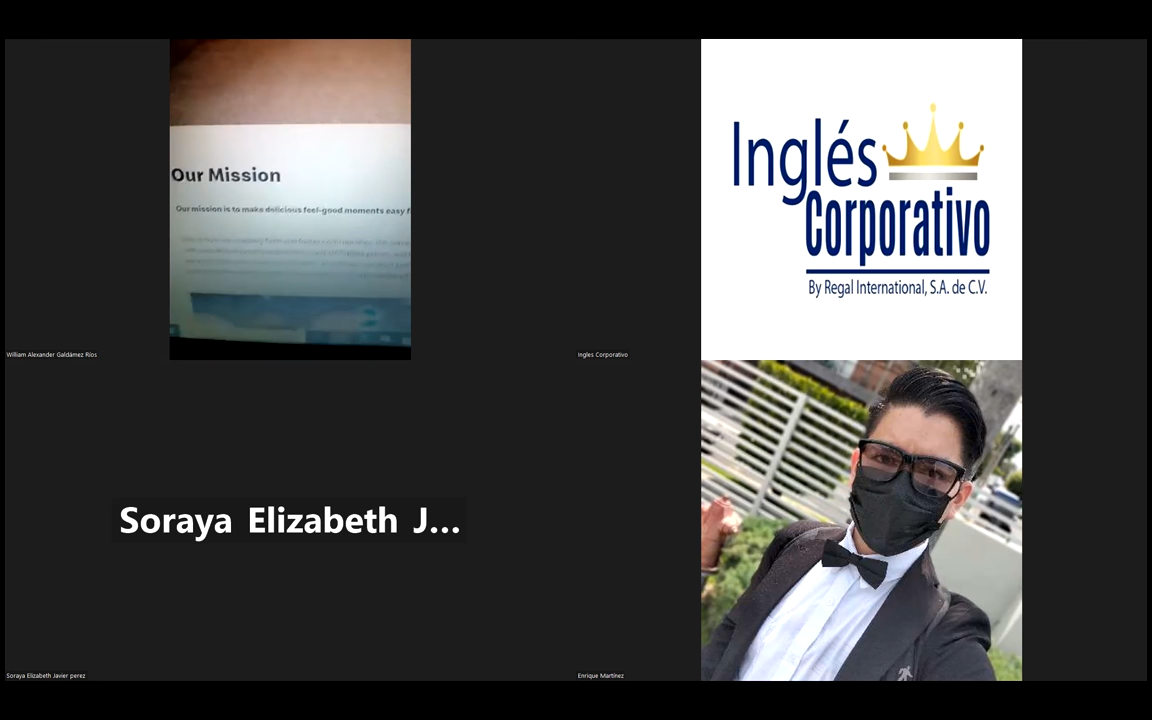 Our Mission
Our mission is to make delicious feel-good moments easy f
William Alexander Galdámez Ríos
Inglés
Corporativo
By Regal International, S.A. de C.V.
Ingles Corporativo
Soraya Elizabeth J...
Soraya Elizabeth Javier perez
Enrique Martínez